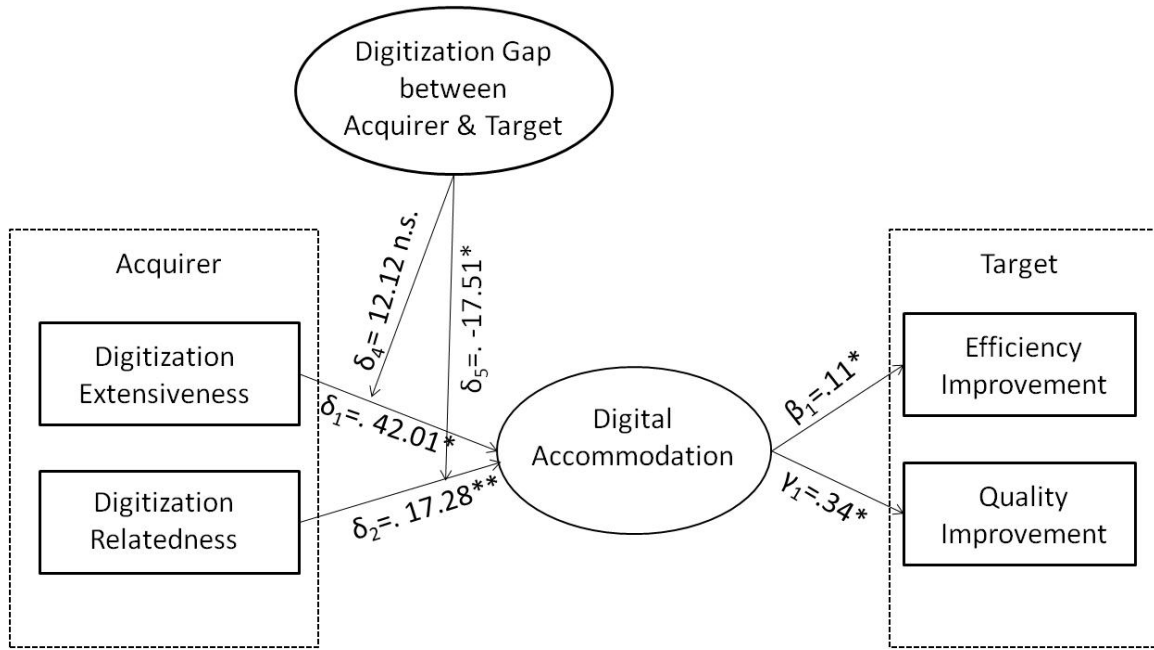 Digitization Gap
between
Acquirer & Target
δ4= 12.12 n.s.
δ5=. -17.51*
Acquirer
Digitization
Extensiveness
δ1=. 42.01*
Digitization
Relatedness
δ2=. 17.28**
Digital
Accommodation
β1=.11*
γ1=.34*
Target
Efficiency
Improvement
Quality
Improvement